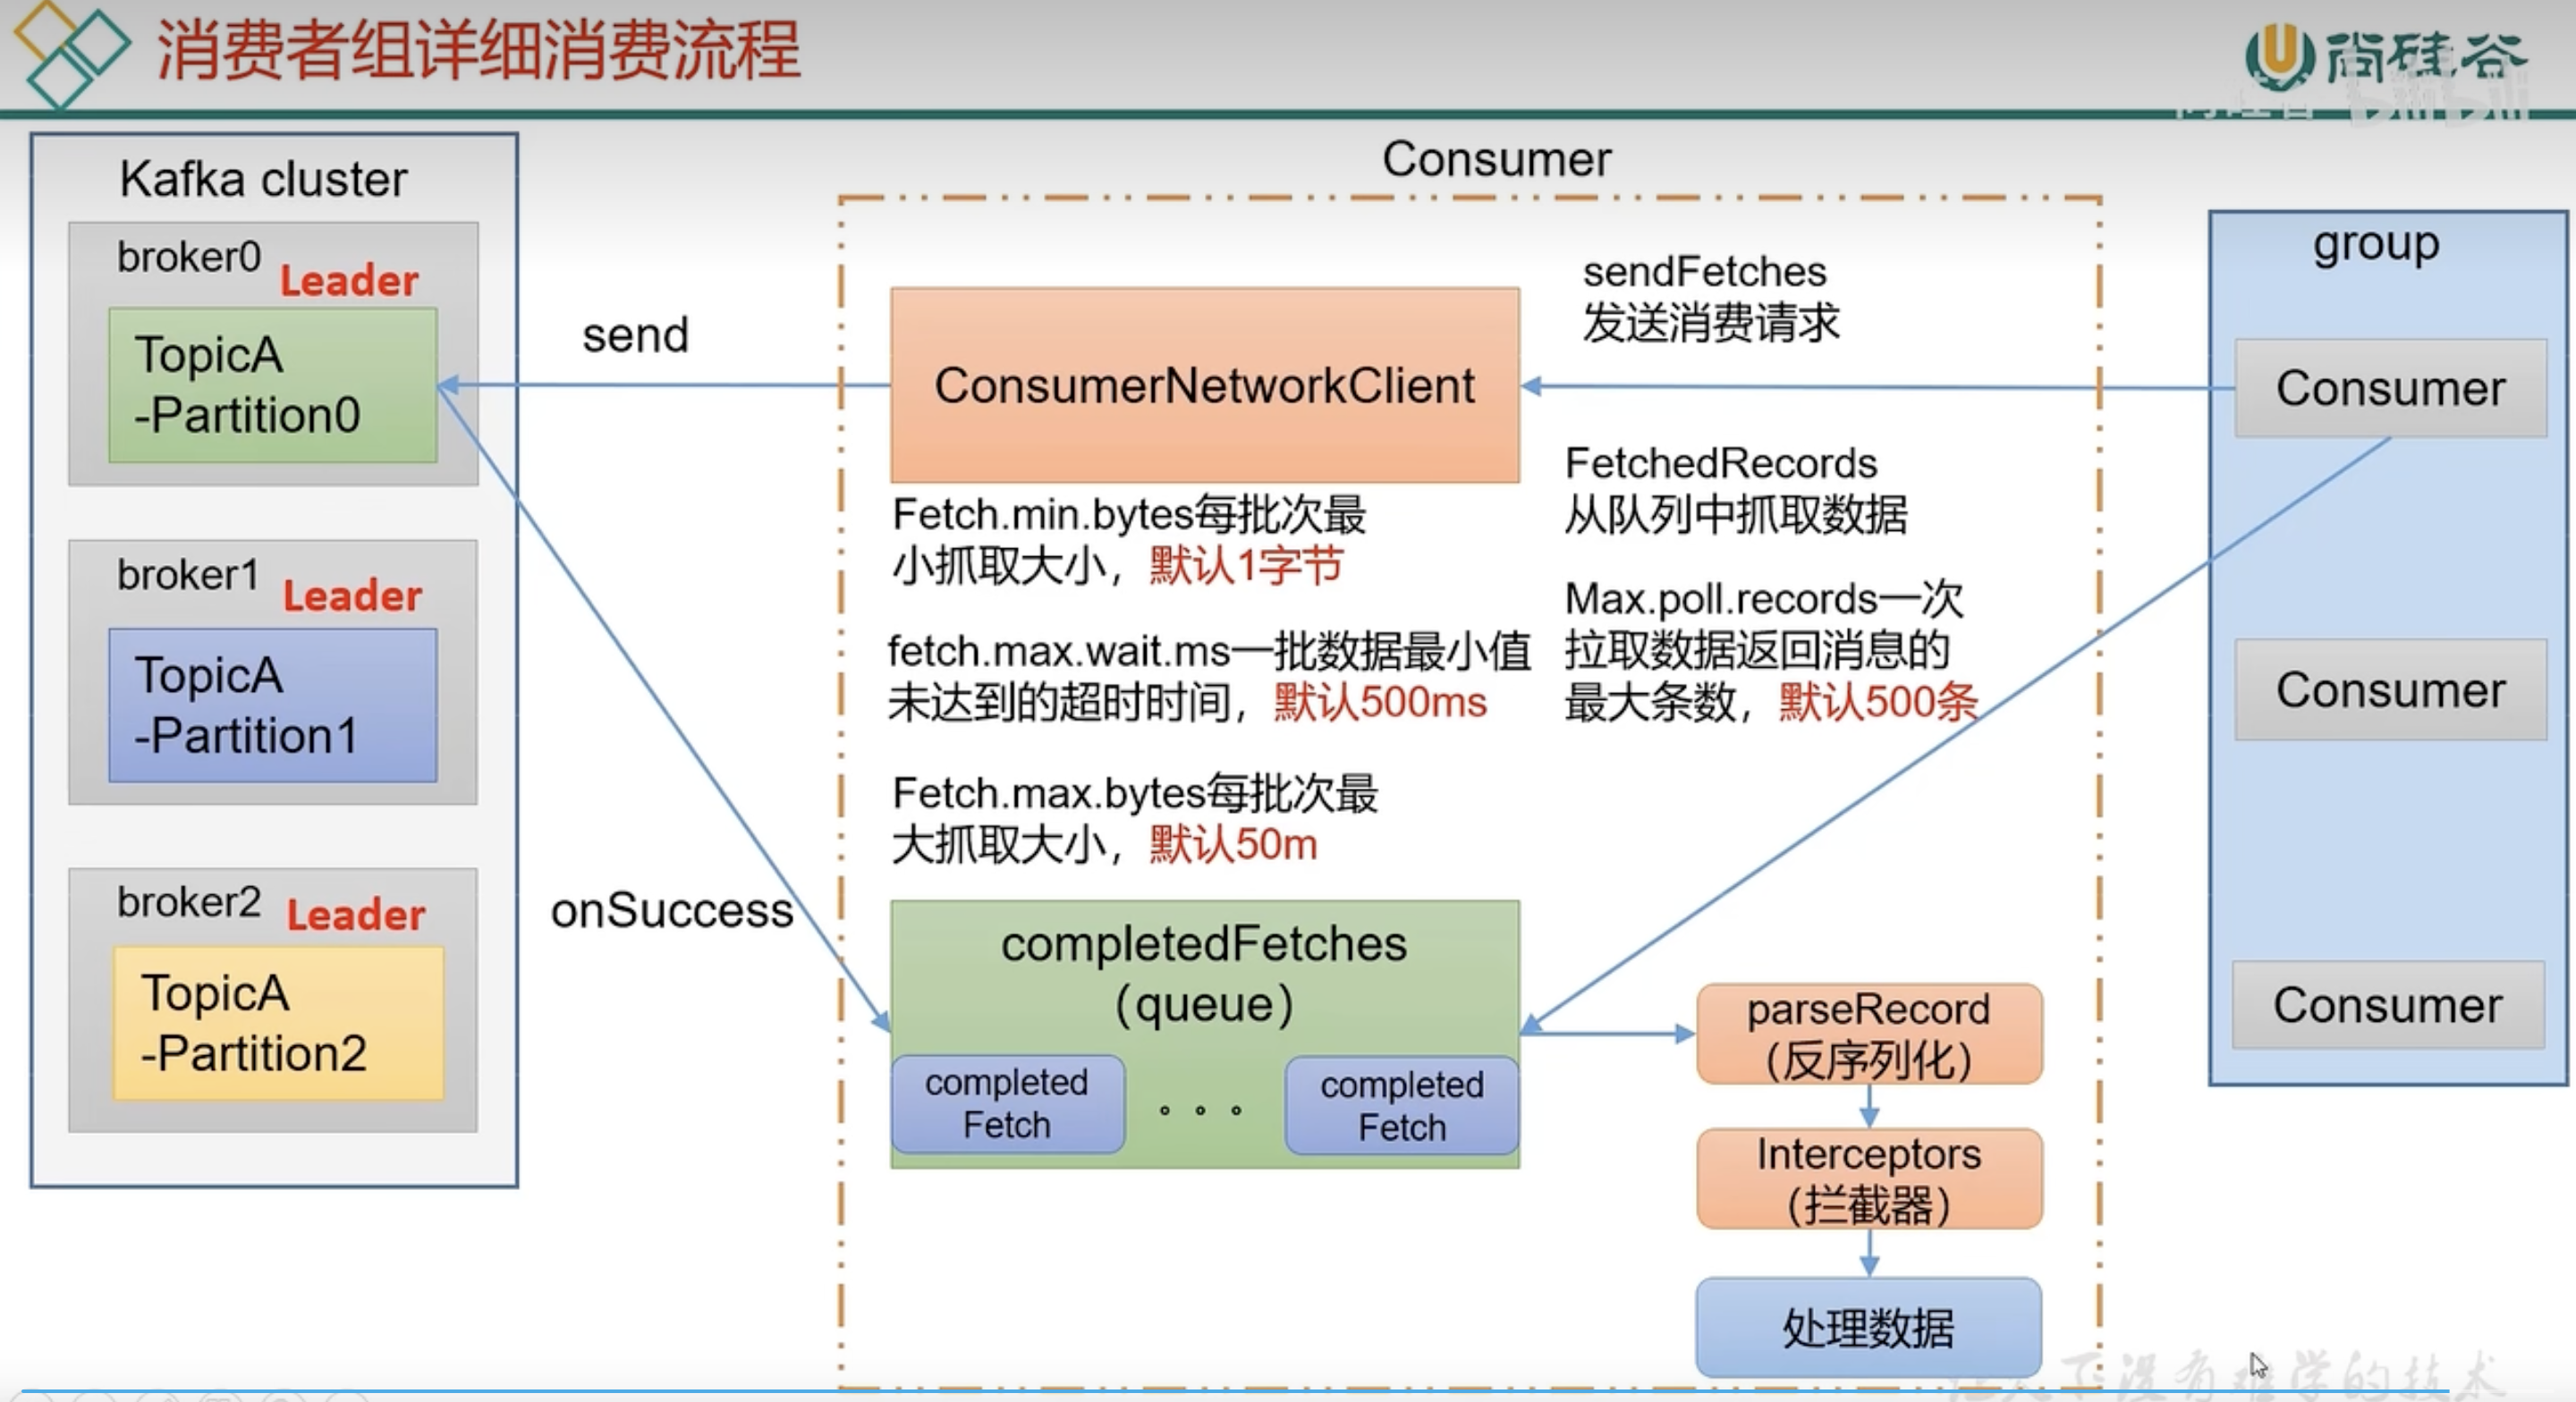 消费者组详细消费流程
尚硅谷
Kafka cluster
broker0
Leader
TopicA
-Partition0
broker1
Leader
TopicA
-Partition1
broker2
Leader
TopicA
-Partition2
send
onSuccess
Consumer
ConsumerNetworkClient
sendFetches
发送消费请求
Fetch.min.bytes每批次最
小抓取大小，默认1字节
fetch.max.wait.ms一批数据最小值
未达到的超时时间，默认500ms
Fetch.max.bytes每批次最
大抓取大小，默认50m
FetchedRecords
从队列中抓取数据
Max.poll.records一次
拉取数据返回消息的
最大条数，默认500条
completedFetches
（queue）
completed
Fetch
completed
Fetch
parseRecord
（反序列化）
Interceptors
（拦截器）
处理数据
group
Consumer
Consumer
Consumer
下没有难学的技术